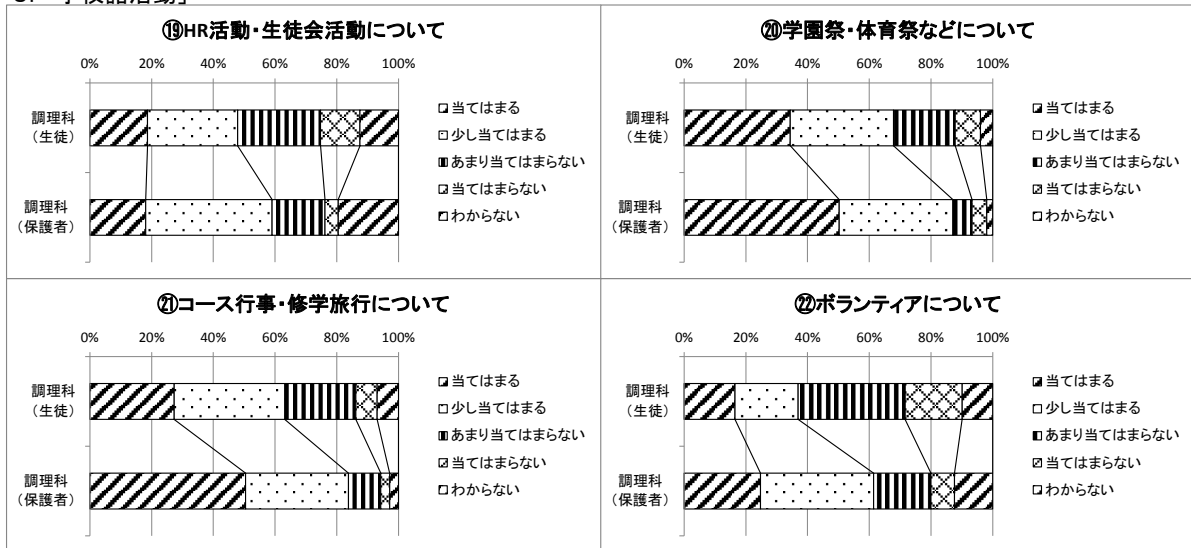 ⑲HR活動・生徒会活動について
0% 20% 40% 60% 80% 100%
調理科
(生徒)
調理科
(保護者)
当てはまる
少し当てはまる
あまり当てはまらない
当てはまらない
わからない
⑳学園祭・体育祭などについて
0% 20% 40% 60% 80% 100%
調理科
(生徒)
調理科
(保護者)
当てはまる
少し当てはまる
あまり当てはまらない
当てはまらない
わからない
㉑コース行事・修学旅行について
0% 20% 40% 60% 80% 100%
調理科
(生徒)
調理科
(保護者)
当てはまる
少し当てはまる
あまり当てはまらない
当てはまらない
わからない
㉒ボランティアについて
0% 20% 40% 60% 80% 100%
調理科
(生徒)
調理科
(保護者)
当てはまる
少し当てはまる
あまり当てはまらない
当てはまらない
わからない